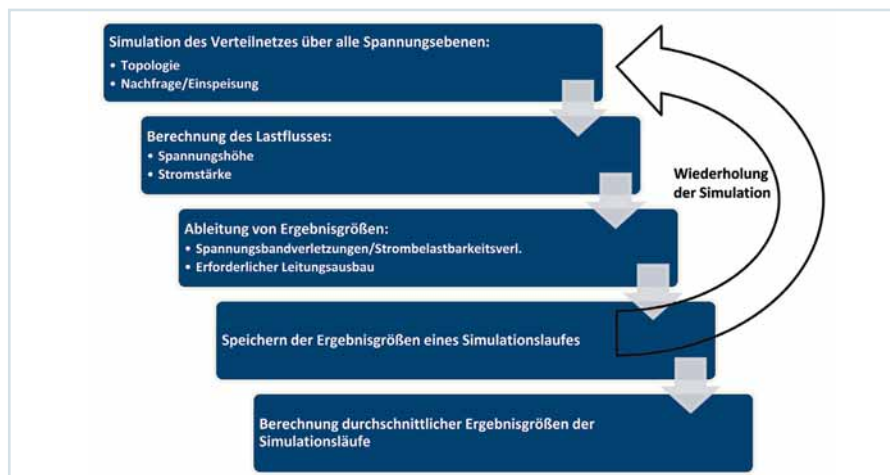 Simulation des Verteilnetzes über alle Spannungsebenen:
• Topologie
• Nachfrage/Einspeisung
Berechnung des Lastflusses:
• Spannungshöhe
• Stromstärke
Wiederholung
der Simulation
Ableitung von Ergebnisgrößen:
• Spannungsbandverletzungen/Strombelastbarkeitsverl.
• Erforderlicher Leitungsausbau
Speichern der Ergebnisgrößen eines Simulationslaufes
Berechnung durchschnittlicher Ergebnisgrößen der
Simulationsläufe